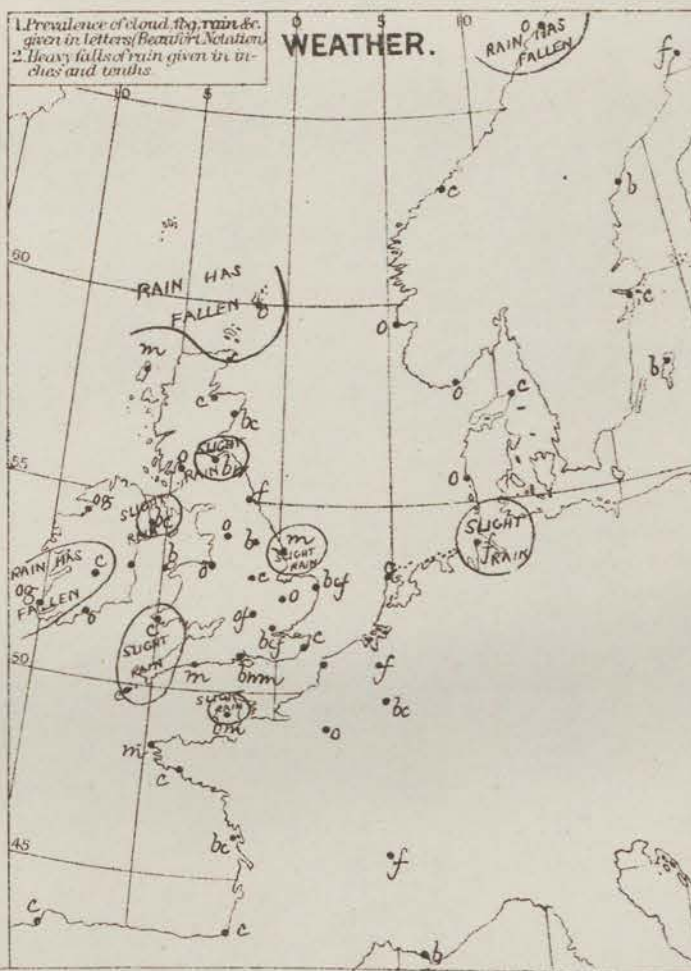 1. Prevalence of cloud, fog, rain &c.
given in letters (Beaufort Notation)
2. Heavy falls of rain given in in-
ches and tenths.
WEATHER.
10
5
0
5
10
O
RAIN HAS
FALLEN
f
c
b
60
RAIN HAS
FALLEN
c
o
b
m
c
o
c
bc
o
SLIGHT
RAIN
o
55
og
f
SLIGHT
RAIN
o
b
m
SLIGHT
RAIN
SLIGHT
f
RAIN
RAIN HAS
c
b
c
c
bcf
og
FALLEN
o
o
of
c
SLIGHT
RAIN
bcf
c
50
m
bmm
f
c
SLIGHT
RAIN
om
bc
o
m
c
bc
f
45
c
c
b